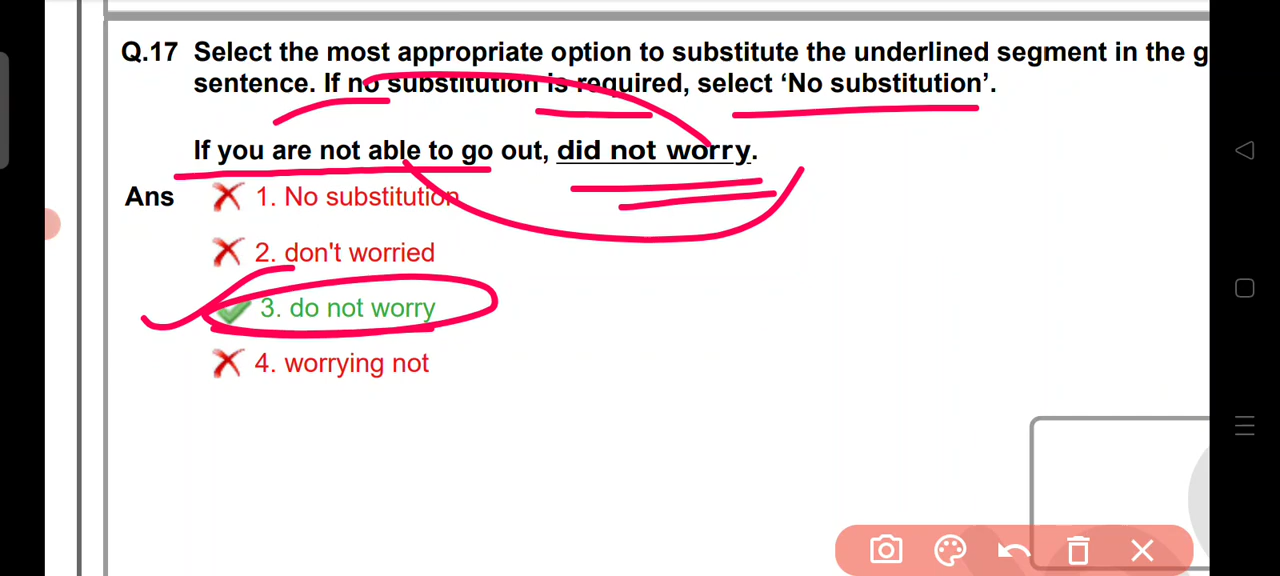 Q.17 Select the most appropriate option to substitute the underlined segment in the g
sentence. If no substitution is required, select ‘No substitution’.
If you are not able to go out, did not worry.
Ans 1. No substitution
2. don't worried
3. do not worry
4. worrying not